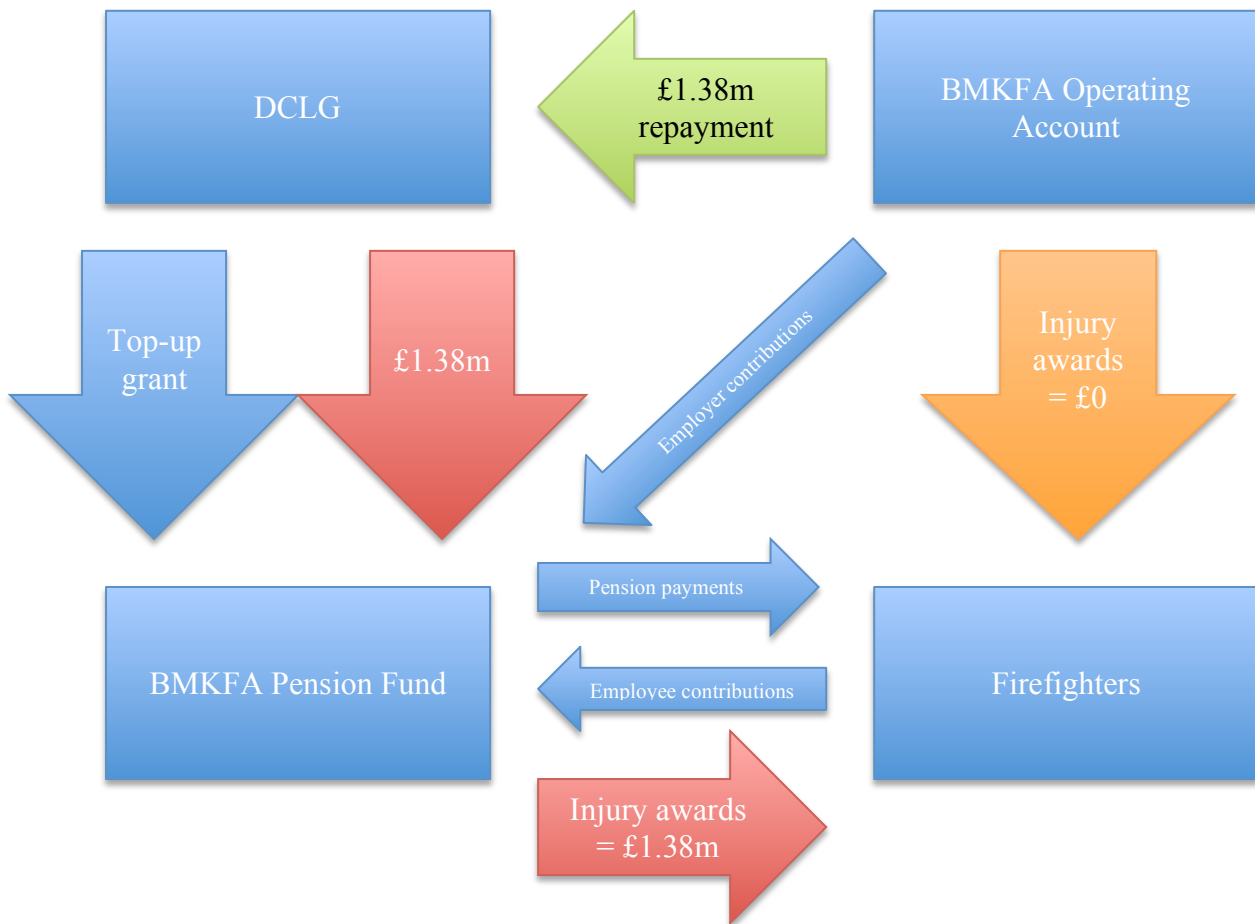 DCLG
£1.38m
repayment
BMKFA Operating
Account
Top-up
grant
£1.38m
Employer contributions
Injury
awards
= £0
Pension payments
BMKFA Pension Fund
Employee contributions
Firefighters
Injury awards
= £1.38m